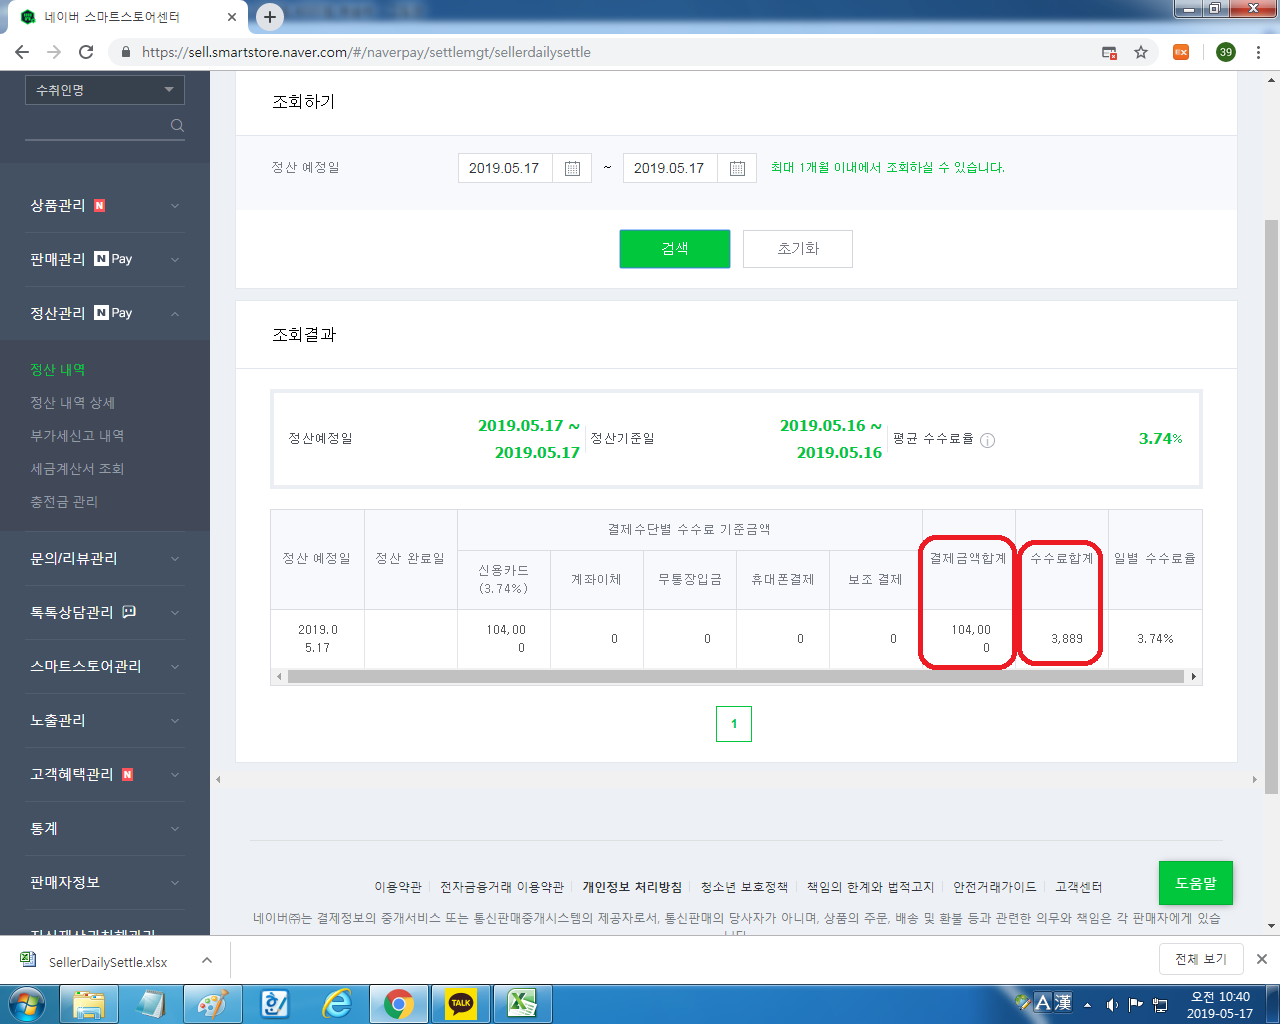 네이버 스마트스토어센터
https://sell.smartstore.naver.com/#/naverpay/settlemgt/sellerdailysettle
39
수취인명
상품관리 N
판매관리 N Pay
정산관리 N Pay
정산 내역
정산 내역 상세
부가세신고 내역
세금계산서 조회
충전금 관리
문의/리뷰관리
톡톡상담관리
스마트스토어관리
노출관리
고객혜택관리 N
통계
판매자정보
조회하기
정산 예정일
2019.05.17
~
2019.05.17
최대 1개월 이내에서 조회하실 수 있습니다.
검색
초기화
조회결과
정산예정일
2019.05.17 ~
2019.05.17
정산기준일
2019.05.16 ~
2019.05.16
평균 수수료율
3.74%
정산 예정일
정산 완료일
결제수단별 수수료 기준금액
신용카드
(3.74%)
계좌이체
무통장입금
휴대폰결제
보조 결제
결제금액합계
수수료합계
일별 수수료율
2019.0
5.17
104,00
0
0
0
0
0
104,00
0
3,889
3.74%
1
이용약관
전자금융거래 이용약관
개인정보 처리방침
청소년 보호정책
책임의 한계와 법적고지
안전거래가이드
고객센터
도움말
네이버㈜는 결제정보의 중개서비스 또는 통신판매중개시스템의 제공자로서, 통신판매의 당사자가 아니며, 상품의 주문, 배송 및 환불 등과 관련한 의무와 책임은 각 판매자에게 있습
SellerDailySettle.xlsx
전체 보기
TALK
A 漢
오전 10:40
2019-05-17